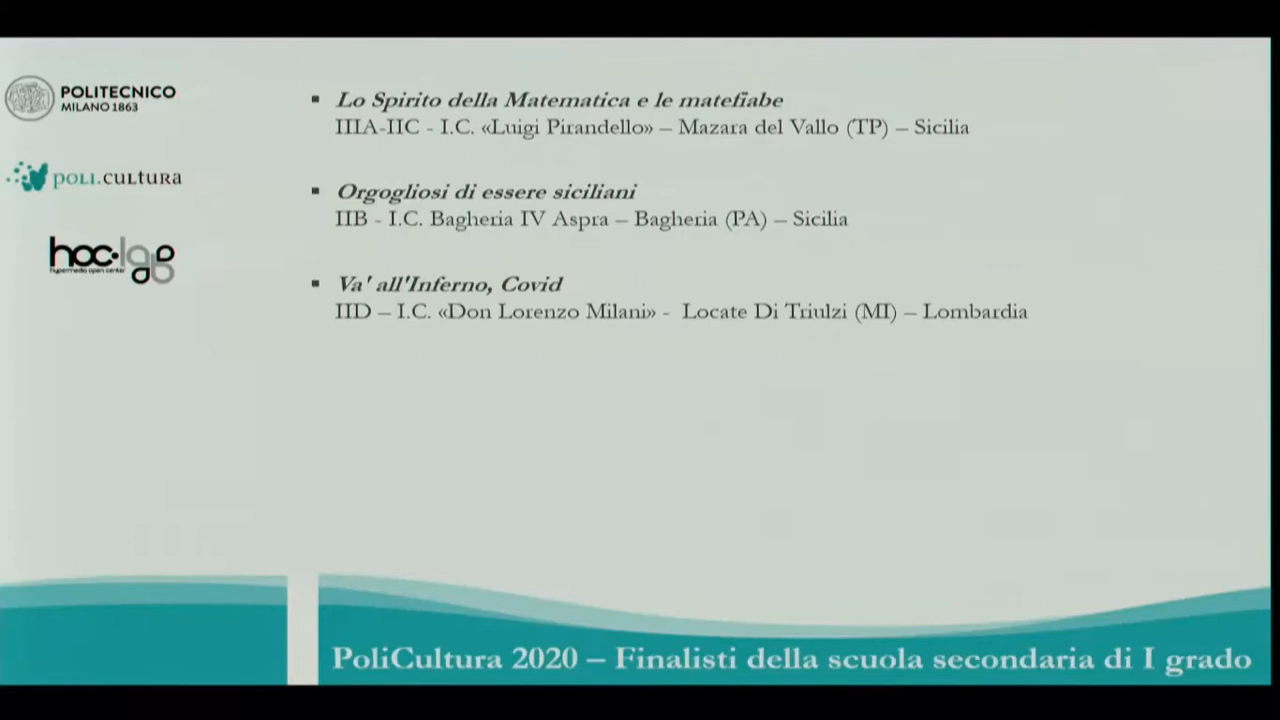 POLITECNICO
MILANO 1863
POLI.CULTURA
hoc-lab
hypermedia open center
▪ Lo Spirito della Matematica e le matefiabe
IIIA-IIC - I.C. «Luigi Pirandello» – Mazara del Vallo (TP) – Sicilia
▪ Orgogliosi di essere siciliani
IIB - I.C. Bagheria IV Aspra – Bagheria (PA) – Sicilia
▪ Va' all'Inferno, Covid
IID – I.C. «Don Lorenzo Milani» - Locate Di Triulzi (MI) – Lombardia
PoliCultura 2020 – Finalisti della scuola secondaria di I grado